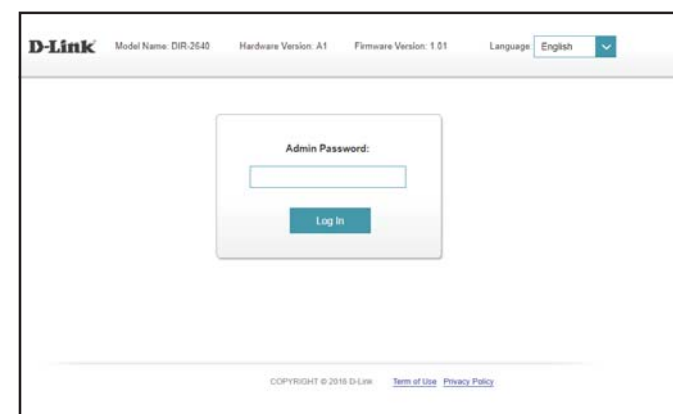 D-Link Model Name: DIR-2640 Hardware Version: A1 Firmware Version: 1.01 Language: English
Admin Password:
Log In
COPYRIGHT © 2018 D-Link Term of Use Privacy Policy